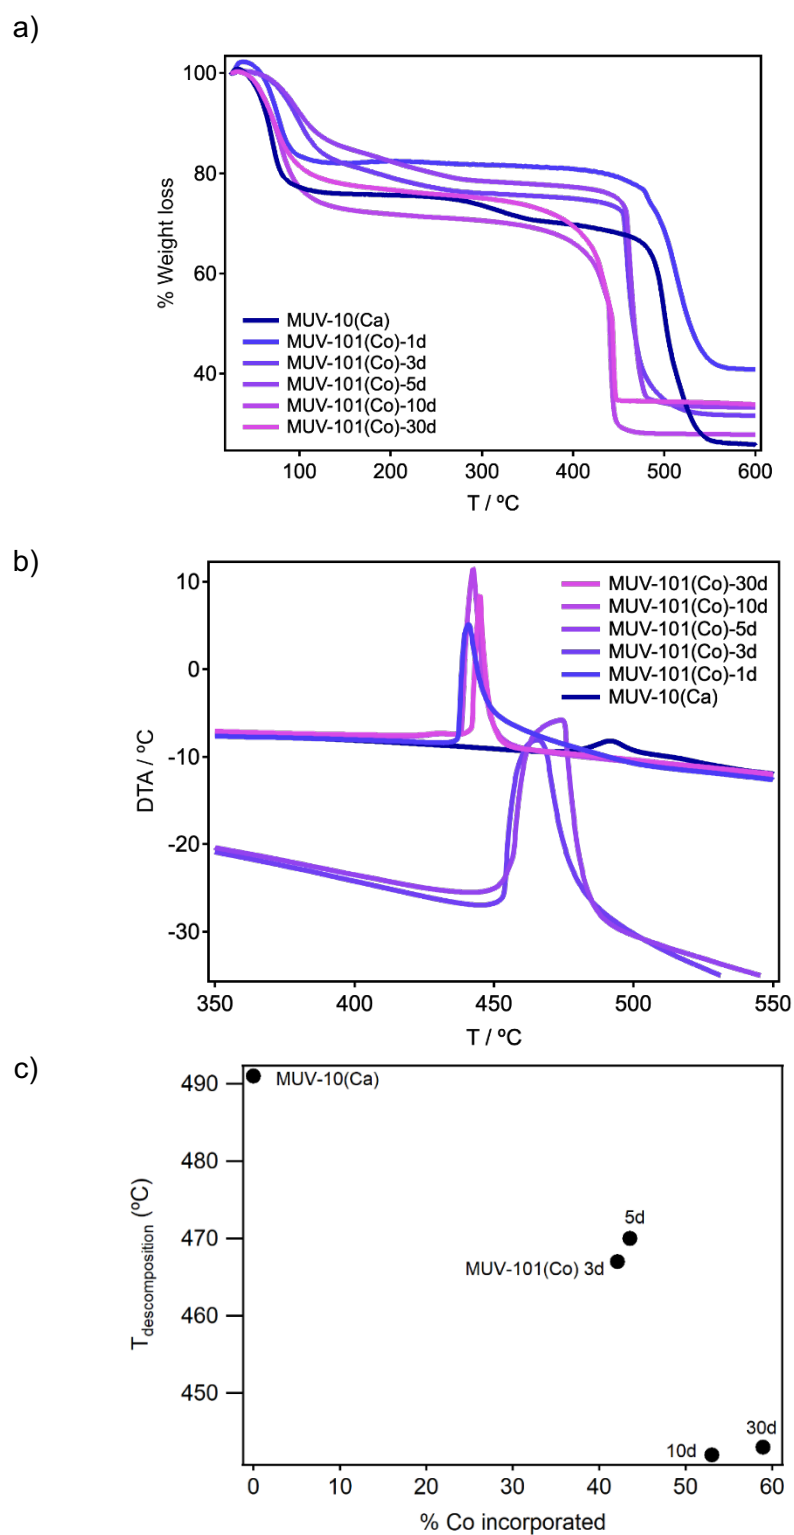 a)
100
80
60
40
% Weight loss
MUV-10(Ca)
MUV-101(Co)-1d
MUV-101(Co)-3d
MUV-101(Co)-5d
MUV-101(Co)-10d
MUV-101(Co)-30d
100 200 300 400 500 600
T / ºC
b)
10
0
-10
-20
-30
DTA / ºC
MUV-101(Co)-30d
MUV-101(Co)-10d
MUV-101(Co)-5d
MUV-101(Co)-3d
MUV-101(Co)-1d
MUV-10(Ca)
350 400 450 500 550
T / ºC
c)
490
480
470
460
450
Tdescomposition (ºC)
MUV-10(Ca)
5d
MUV-101(Co) 3d
30d
10d
0 10 20 30 40 50 60
% Co incorporated